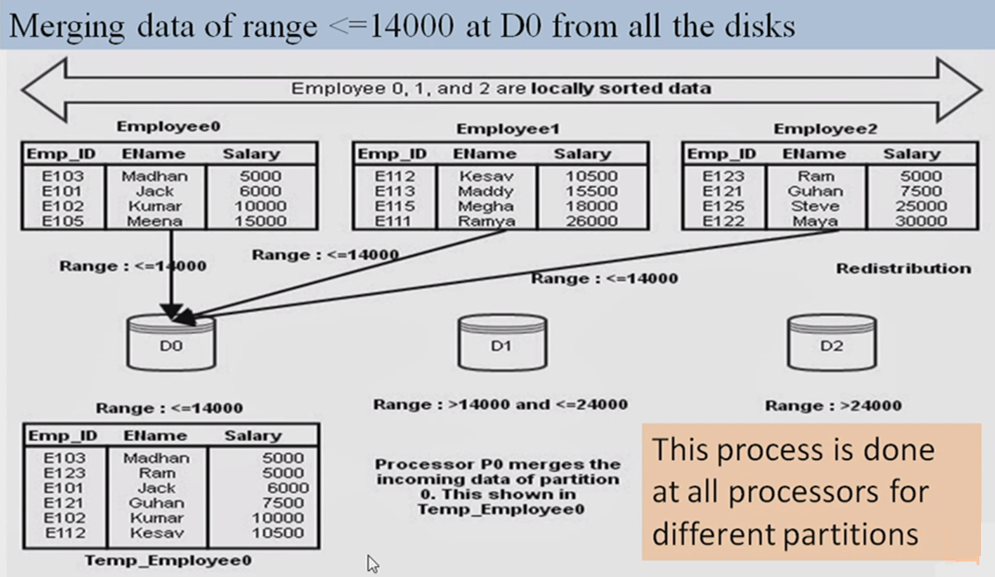 Merging data of range <=14000 at D0 from all the disks
Employee 0, 1, and 2 are locally sorted data
Employee0
Emp_ID EName Salary
E103 Madhan 5000
E101 Jack 6000
E102 Kumar 10000
E105 Meena 15000
Employee1
Emp_ID EName Salary
E112 Kesav 10500
E113 Maddy 15500
E115 Megha 18000
E111 Ramya 26000
Employee2
Emp_ID EName Salary
E123 Ram 5000
E121 Guhan 7500
E125 Steve 25000
E122 Maya 30000
Range : <=14000
Range : <=14000
Range : <=14000
Redistribution
D0
D1
D2
Range : <=14000
Range : >14000 and <=24000
Range : >24000
Emp_ID EName Salary
E103 Madhan 5000
E123 Ram 5000
E101 Jack 6000
E121 Guhan 7500
E102 Kumar 10000
E112 Kesav 10500
Temp_Employee0
Processor P0 merges the
incoming data of partition
0. This shown in
Temp_Employee0
This process is done
at all processors for
different partitions